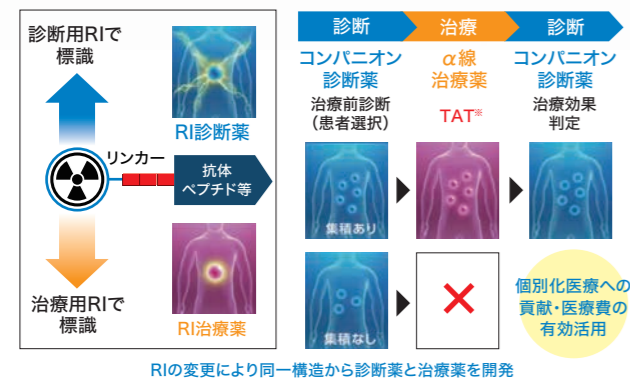 診断用RIで
標識
RI診断薬
リンカー
抗体
ペプチド等
治療用RIで
標識
RI治療薬
診断
治療
診断
コンパニオン
診断薬
α線
治療薬
コンパニオン
診断薬
治療前診断
(患者選択)
TAT※
治療効果
判定
集積あり
集積なし
個別化医療への
貢献・医療費の
有効活用
RIの変更により同一構造から診断薬と治療薬を開発